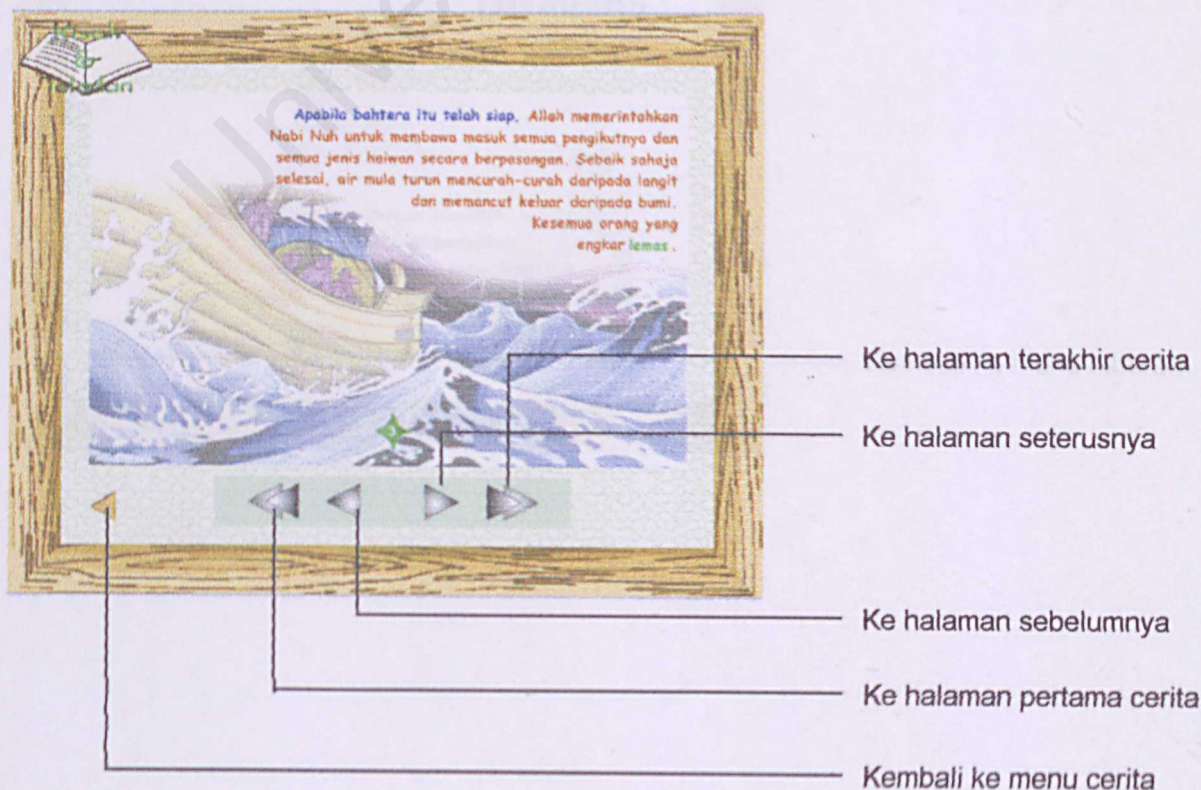 Kisah
Teladan
Apabila bahtera itu telah siap, Allah memerintahkan
Nabi Nuh untuk membawa masuk semua pengikutnya dan
semua jenis haiwan secara berpasangan. Sebaik sahaja
selesai, air mula turun mencurah-curah daripada langit
dan memancut keluar daripada bumi.
Kesemua orang yang
engkar lemas .
Ke halaman terakhir cerita
Ke halaman seterusnya
Ke halaman sebelumnya
Ke halaman pertama cerita
Kembali ke menu cerita